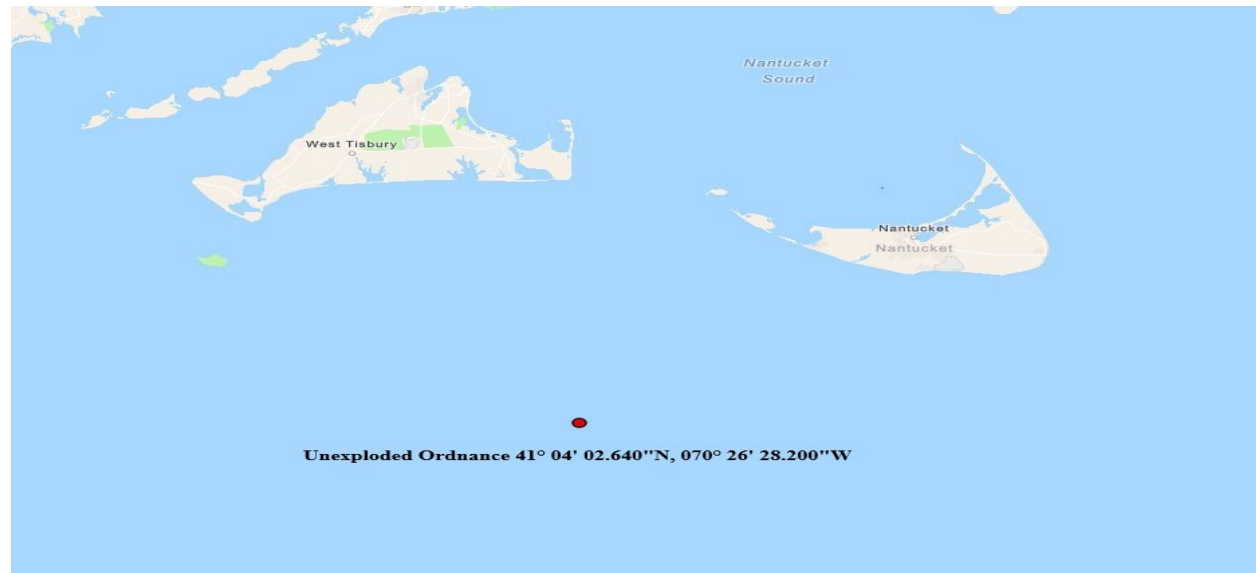 Nantucket
Sound
West Tisbury
Nantucket
Nantucket
Unexploded Ordnance 41° 04' 02.640"N, 070° 26' 28.200"W